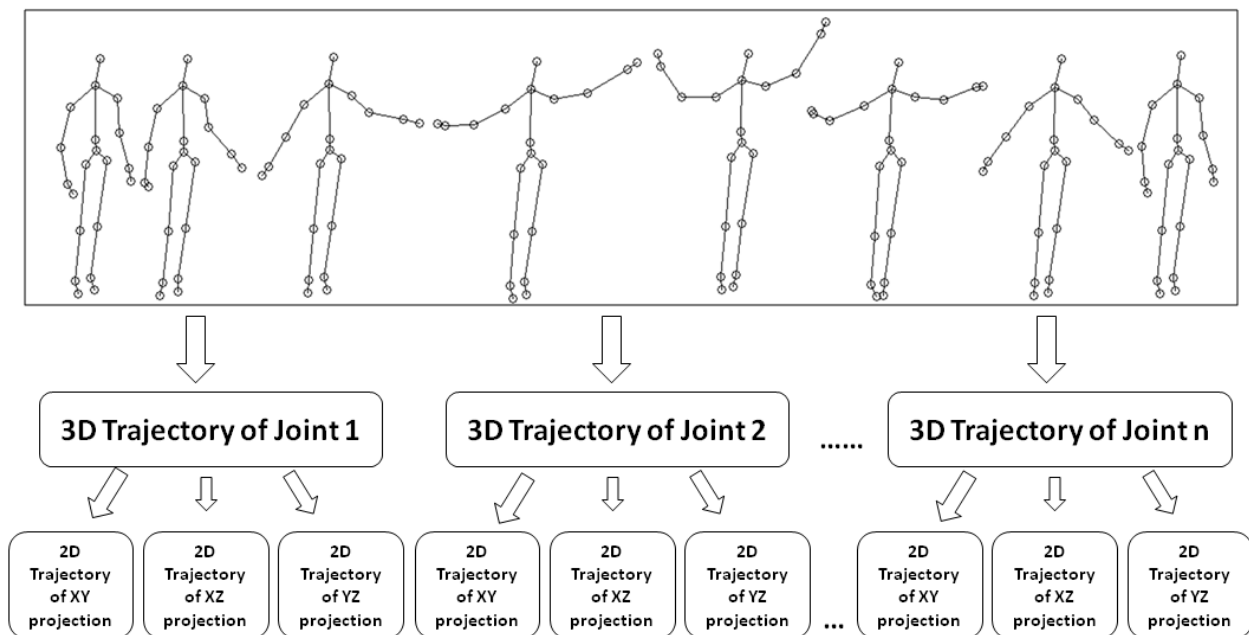 3D Trajectory of Joint 1
3D Trajectory of Joint 2
......
3D Trajectory of Joint n
2D
Trajectory
of XY
projection
2D
Trajectory
of XZ
projection
2D
Trajectory
of YZ
projection
2D
Trajectory
of XY
projection
2D
Trajectory
of XZ
projection
2D
Trajectory
of YZ
projection
...
2D
Trajectory
of XY
projection
2D
Trajectory
of XZ
projection
2D
Trajectory
of YZ
projection